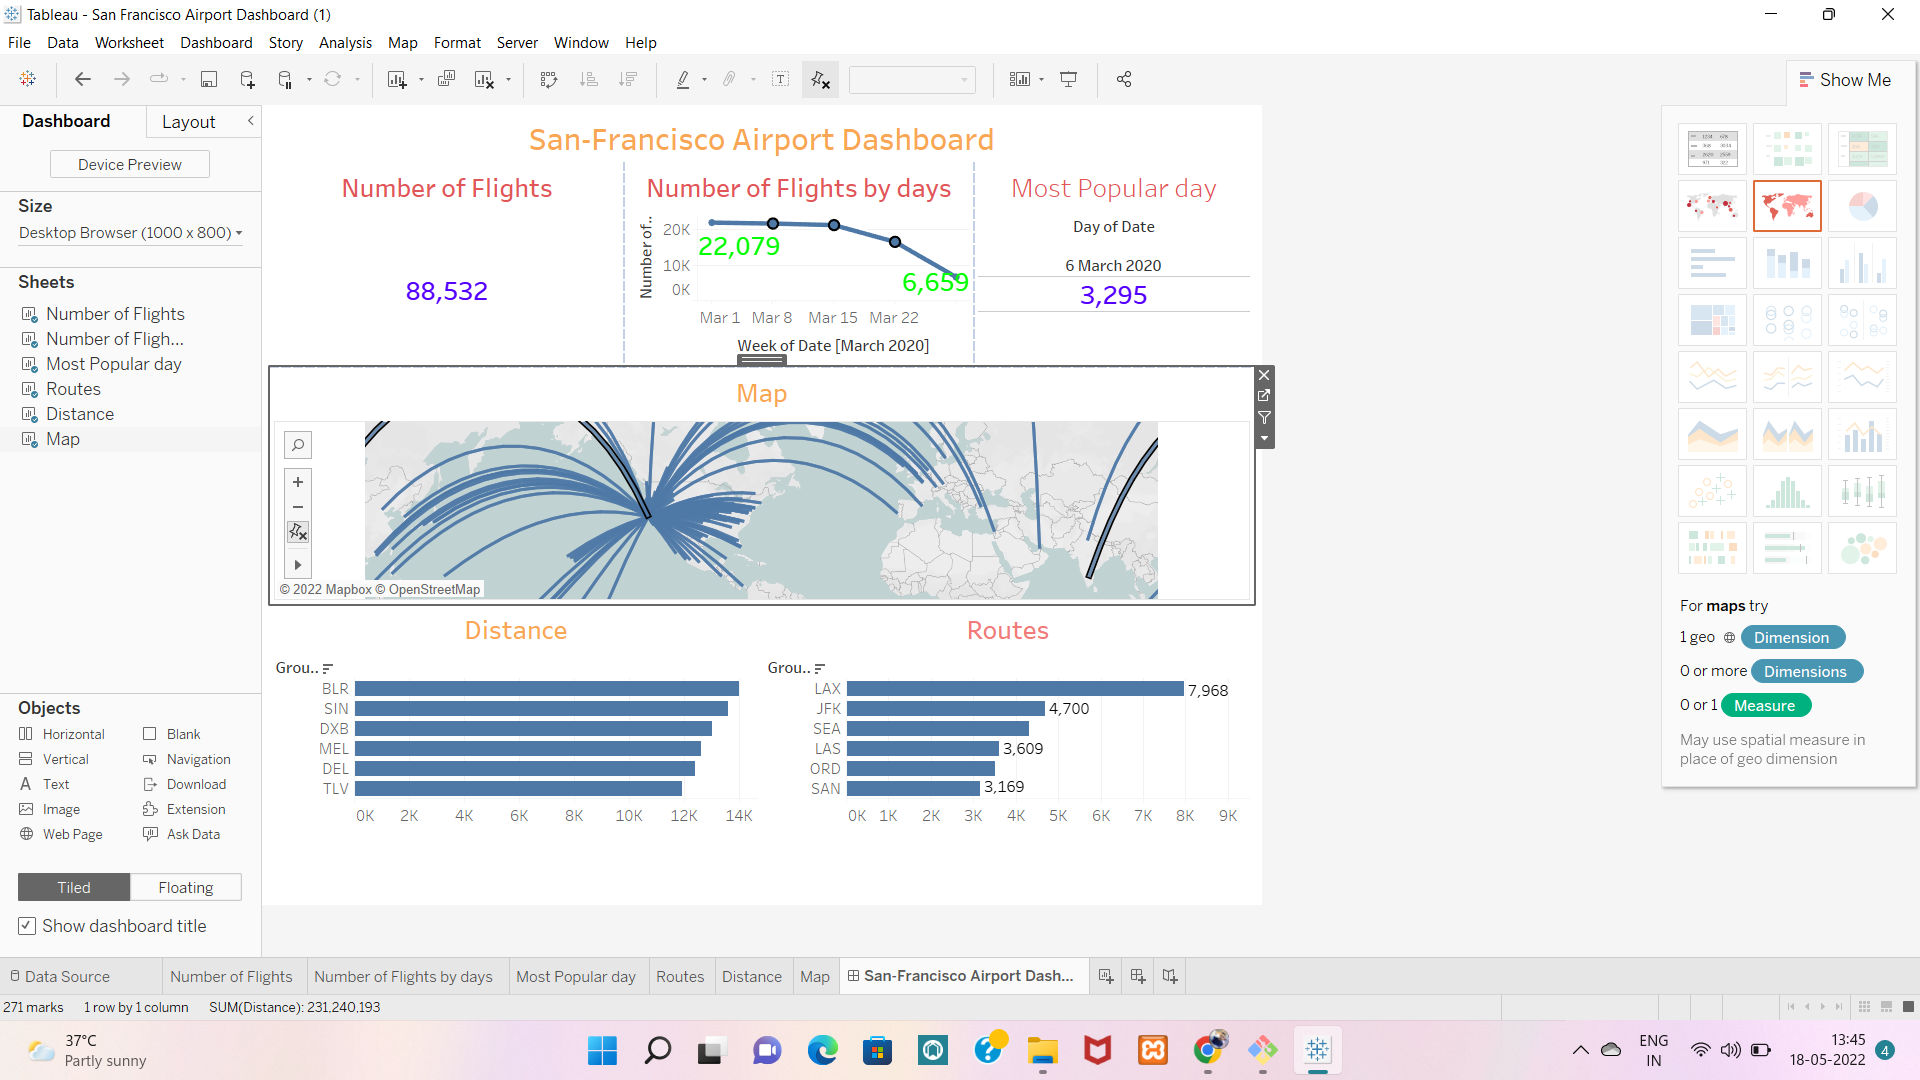 Tableau - San Francisco Airport Dashboard (1)
File Data Worksheet Dashboard Story Analysis Map Format Server Window Help
Show Me
Dashboard Layout
Device Preview
Size
Desktop Browser (1000 x 800)
Sheets
Number of Flights
Number of Fligh...
Most Popular day
Routes
Distance
Map
Objects
Horizontal Blank
Vertical Navigation
Text Download
Image Extension
Web Page Ask Data
Tiled Floating
Show dashboard title
San-Francisco Airport Dashboard
Number of Flights
88,532
Number of Flights by days
Number of..
20K
10K
0K
22,079
6,659
Mar 1 Mar 8 Mar 15 Mar 22
Week of Date [March 2020]
Most Popular day
Day of Date
6 March 2020
3,295
Map
© 2022 Mapbox © OpenStreetMap
Distance
Grou..
BLR
SIN
DXB
MEL
DEL
TLV
0K 2K 4K 6K 8K 10K 12K 14K
Routes
Grou..
LAX 7,968
JFK 4,700
SEA
LAS 3,609
ORD
SAN 3,169
0K 1K 2K 3K 4K 5K 6K 7K 8K 9K
For maps try
1 geo Dimension
0 or more Dimensions
0 or 1 Measure
May use spatial measure in
place of geo dimension
Data Source Number of Flights Number of Flights by days Most Popular day Routes Distance Map San-Francisco Airport Dash...
271 marks 1 row by 1 column SUM(Distance): 231,240,193
37°C
Partly sunny
ENG
IN
13:45
18-05-2022
4